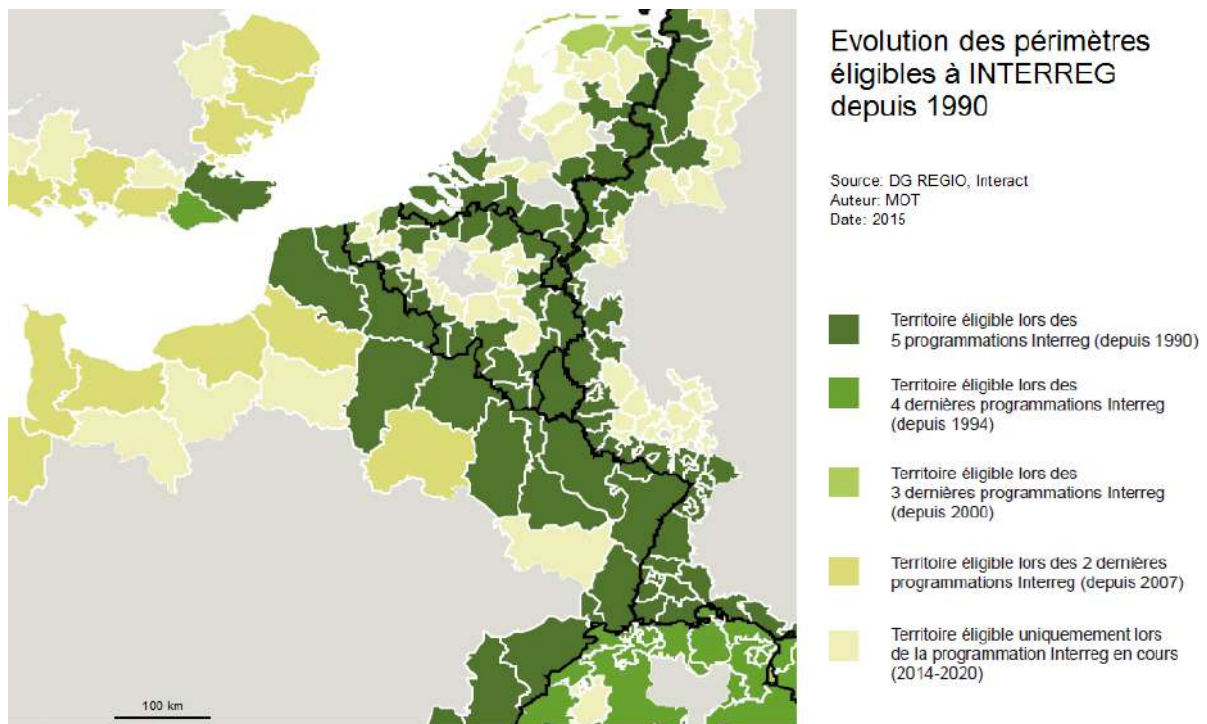 Evolution des périmètres
éligibles à INTERREG
depuis 1990
Source: DG REGIO, Interact
Auteur: MOT
Date: 2015
Territoire éligible lors des
5 programmations Interreg (depuis 1990)
Territoire éligible lors des
4 dernières programmations Interreg
(depuis 1994)
Territoire éligible lors des
3 dernières programmations Interreg
(depuis 2000)
Territoire éligible lors des 2 dernières
programmations Interreg (depuis 2007)
Territoire éligible uniquement lors
de la programmation Interreg en cours
(2014-2020)
100 km